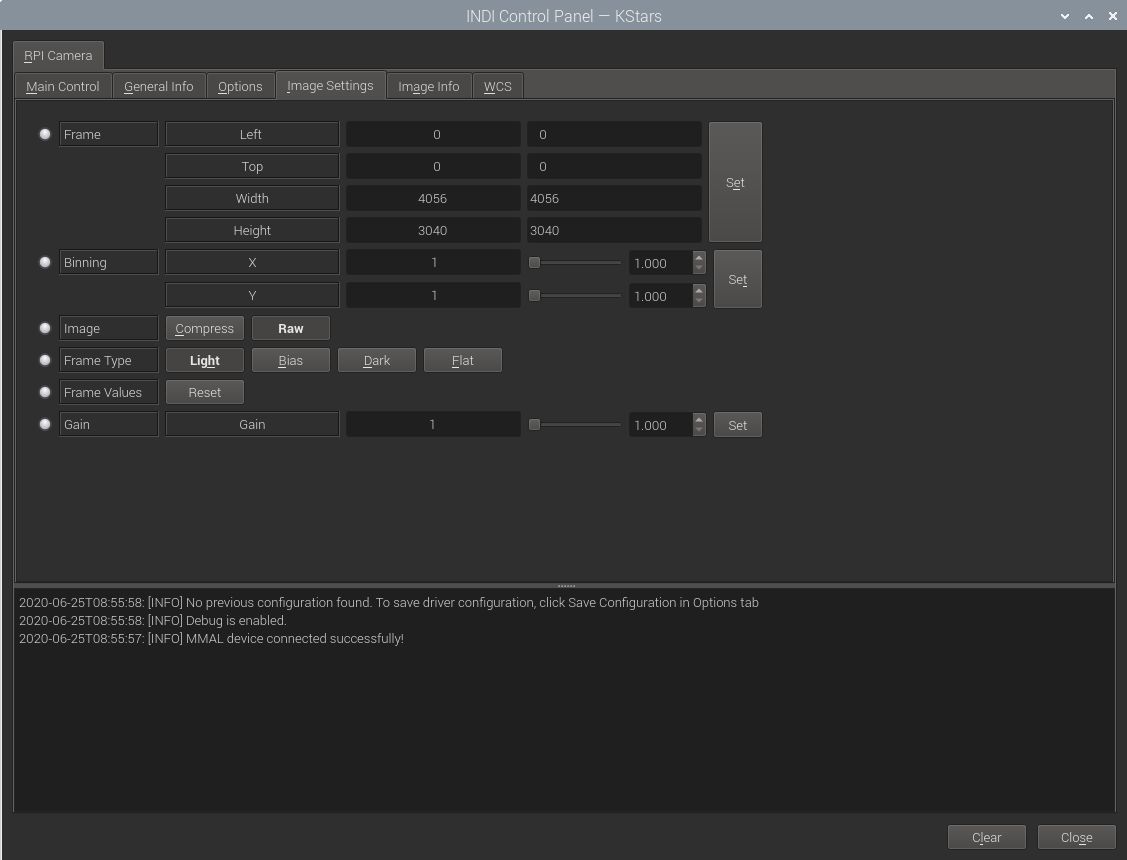 INDI Control Panel — KStars
RPI Camera
Main Control General Info Options Image Settings Image Info WCS
Frame Left 0 0
Top 0 0
Set
Width 4056 4056
Height 3040 3040
Binning X 1 1.000
Set
Y 1 1.000
Image Compress Raw
Frame Type Light Bias Dark Flat
Frame Values Reset
Gain Gain 1 1.000 Set
2020-06-25T08:55:58: [INFO] No previous configuration found. To save driver configuration, click Save Configuration in Options tab
2020-06-25T08:55:58: [INFO] Debug is enabled.
2020-06-25T08:55:57: [INFO] MMAL device connected successfully!
Clear Close